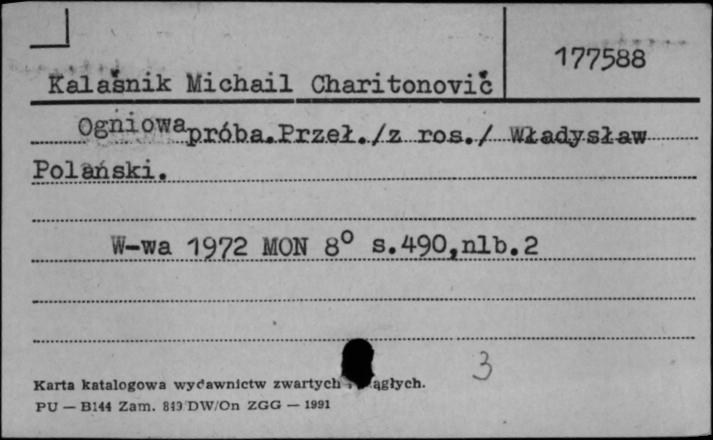 177588
Kalašnik Michail Charitonovič
Ogniowa próba.Przeł./z ros./ Władysław
Polański.
W-wa 1972 MON 8° s.490,nlb.2
3
Karta katalogowa wydawnictw zwartych i ciągłych.
PU — B144 Zam. 849/DW/On ZGG — 1991